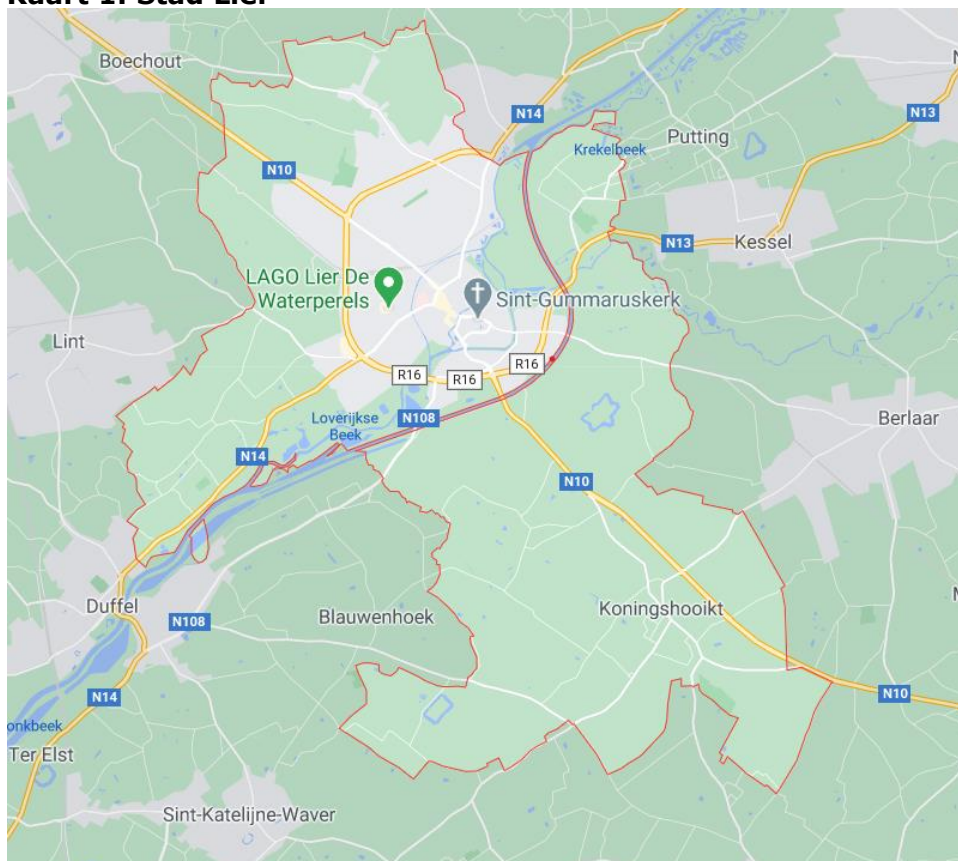 Kaart 1: Stad Lier
Boechout
N14
N13
Putting
Krekelbeek
N10
N13
Kessel
LAGO Lier De
Waterperels
Sint-Gummaruskerk
Lint
R16
R16
R16
Loverijkse
Beek
N108
Berlaar
N14
N10
Duffel
N108
Blauwenhoek
Koningshooikt
N14
N10
onkbeek
Ter Elst
Sint-Katelijne-Waver